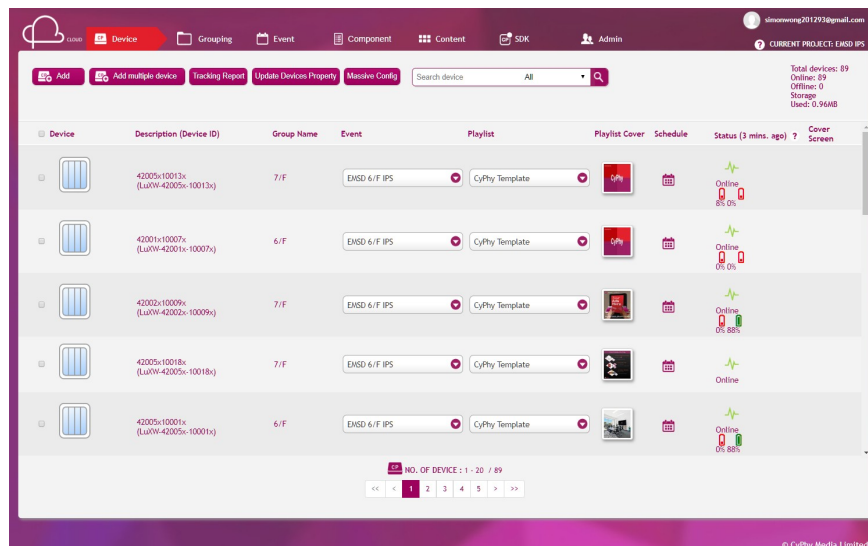 simonwong201293@gmail.com
CLOUD
CP Device
Grouping
Event
Component
Content
CP SDK
Admin
? CURRENT PROJECT: EMSD IPS
Add
Add multiple device
Tracking Report
Update Devices Property
Massive Config
Search device
All
Total devices: 89
Online: 89
Offline: 0
Storage
Used: 0.96MB
Device
Description (Device ID)
Group Name
Event
Playlist
Playlist Cover
Schedule
Status (3 mins. ago) ?
Cover
Screen
42005x10013x
(LuXW-42005x-10013x)
7/F
EMSD 6/F IPS
CyPhy Template
CyPhy
Online
8% 0%
42001x10007x
(LuXW-42001x-10007x)
6/F
EMSD 6/F IPS
CyPhy Template
CyPhy
Online
0% 0%
42002x10009x
(LuXW-42002x-10009x)
7/F
EMSD 6/F IPS
CyPhy Template
Online
0% 88%
42005x10018x
(LuXW-42005x-10018x)
7/F
EMSD 6/F IPS
CyPhy Template
Online
42005x10001x
(LuXW-42005x-10001x)
6/F
EMSD 6/F IPS
CyPhy Template
Online
0% 88%
CP NO. OF DEVICE : 1 - 20 / 89
<< < 1 2 3 4 5 > >>
© CyPhy Media Limited